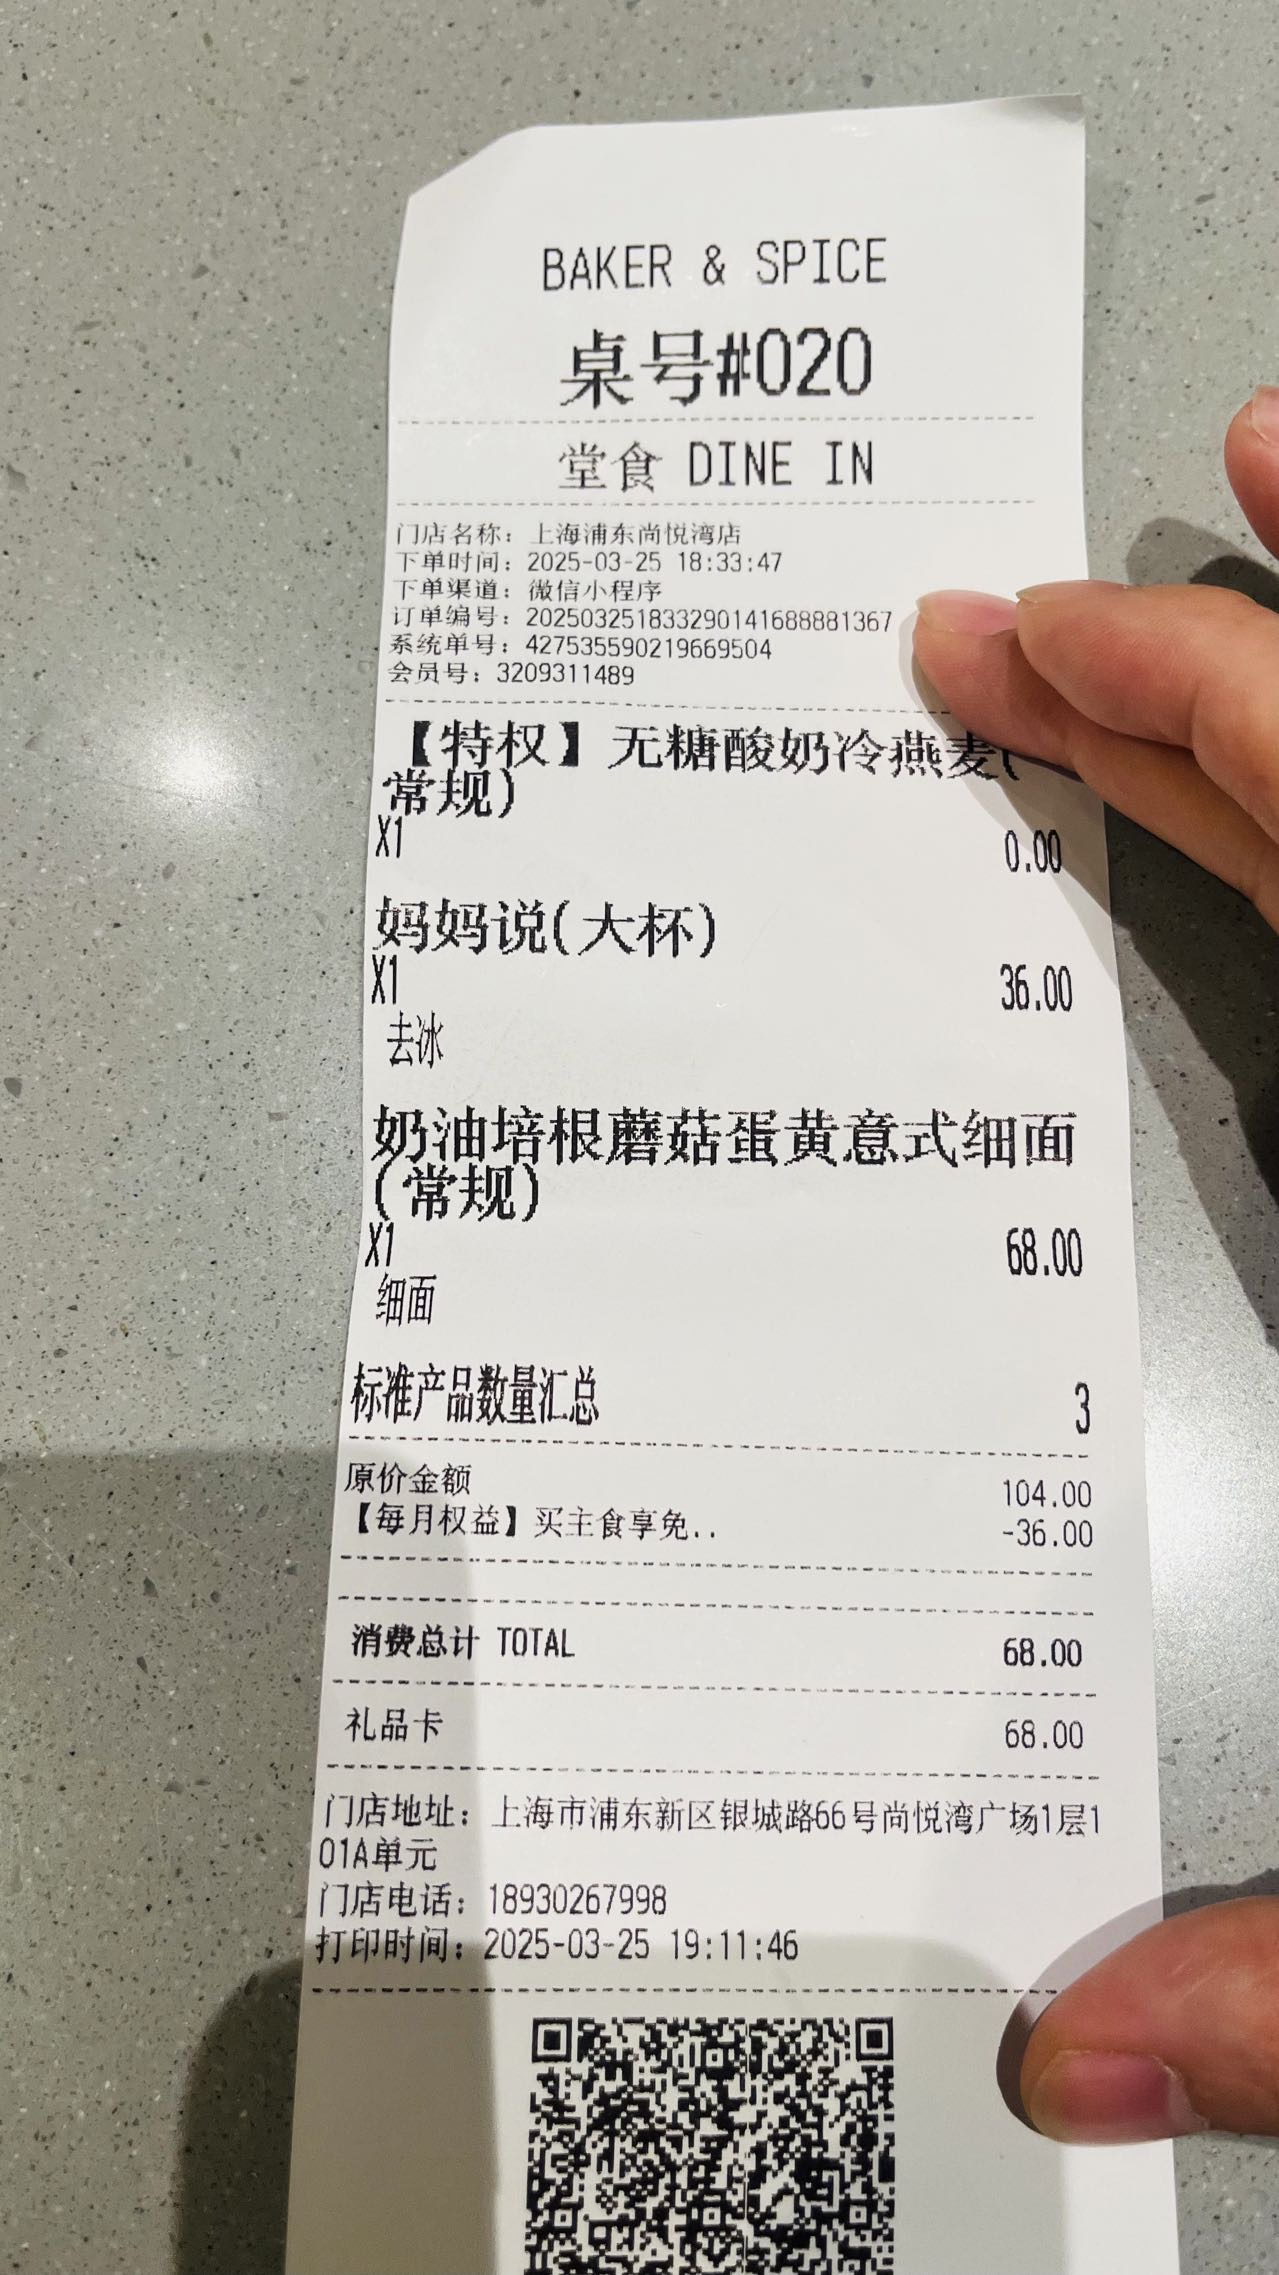 BAKER & SPICE
桌号#020
堂食 DINE IN
门店名称：上海浦东尚悦湾店
下单时间：2025-03-25 18:33:47
下单渠道：微信小程序
订单编号：20250325183329014168888​1367
系统单号：427535590219669504
会员号：3209311489
【特权】无糖酸奶冷燕麦(
常规)
X1 0.00
妈妈说(大杯)
X1 36.00
去冰
奶油培根蘑菇蛋黄意式细面
(常规)
X1 68.00
细面
标准产品数量汇总 3
原价金额 104.00
【每月权益】买主食享免.. -36.00
消费总计 TOTAL 68.00
礼品卡 68.00
门店地址：上海市浦东新区银城路66号尚悦湾广场1层1
01A单元
门店电话：18930267998
打印时间：2025-03-25 19:11:46